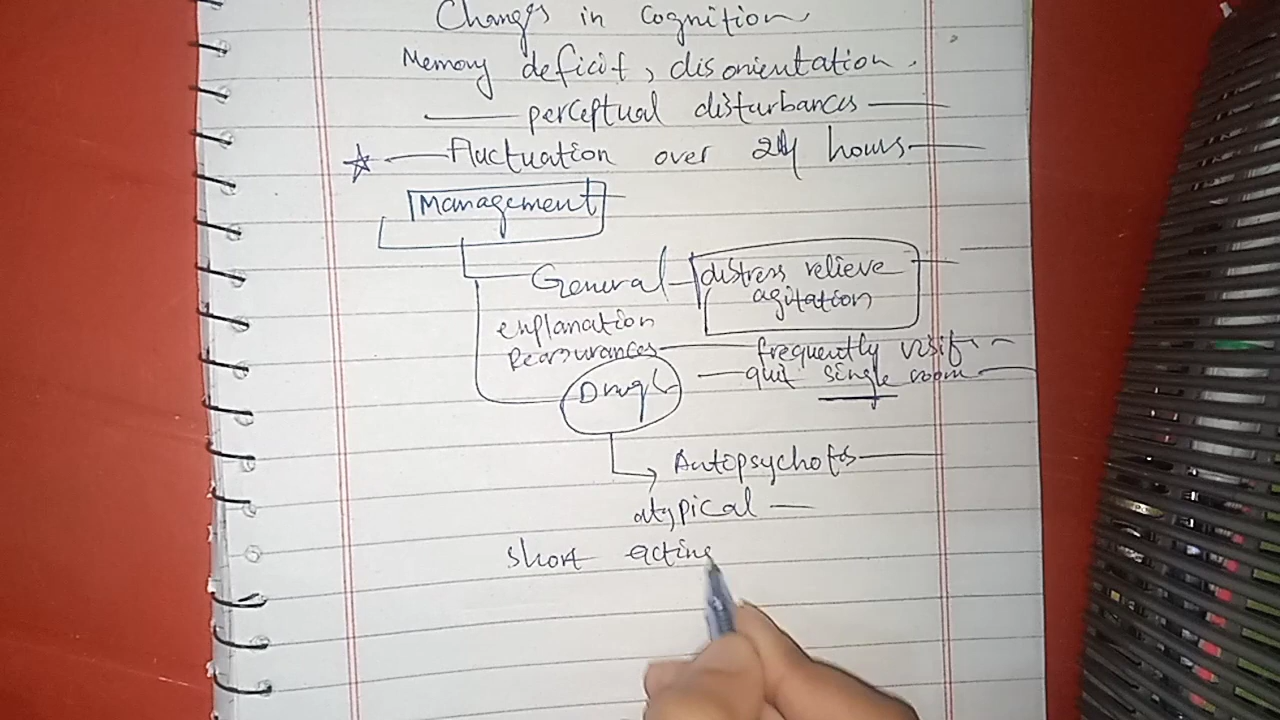 Changes in Cognition
Memory deficit, disorientation.
perceptual disturbances
Fluctuation over 24 hours
Management
General distress relieve
agitation
explanation
Reassurances frequently visit
quit single room
Drugs
atypical
short acting